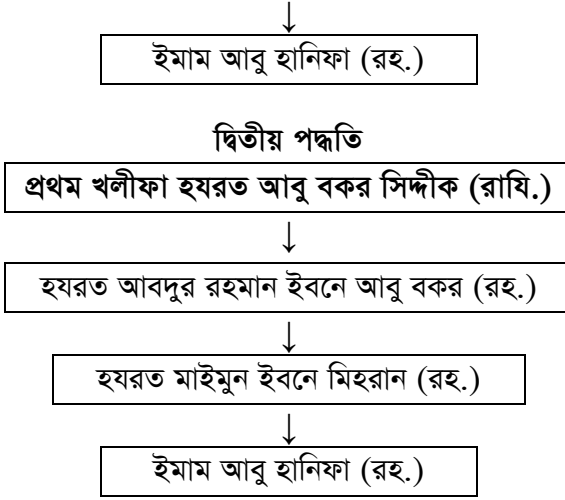 ↓
ইমাম আবু হানিফা (রহ.)
দ্বিতীয় পদ্ধতি
প্রথম খলীফা হযরত আবু বকর সিদ্দীক (রাযি.)
↓
হযরত আবদুর রহমান ইবনে আবু বকর (রহ.)
↓
হযরত মাইমুন ইবনে মিহরান (রহ.)
↓
ইমাম আবু হানিফা (রহ.)